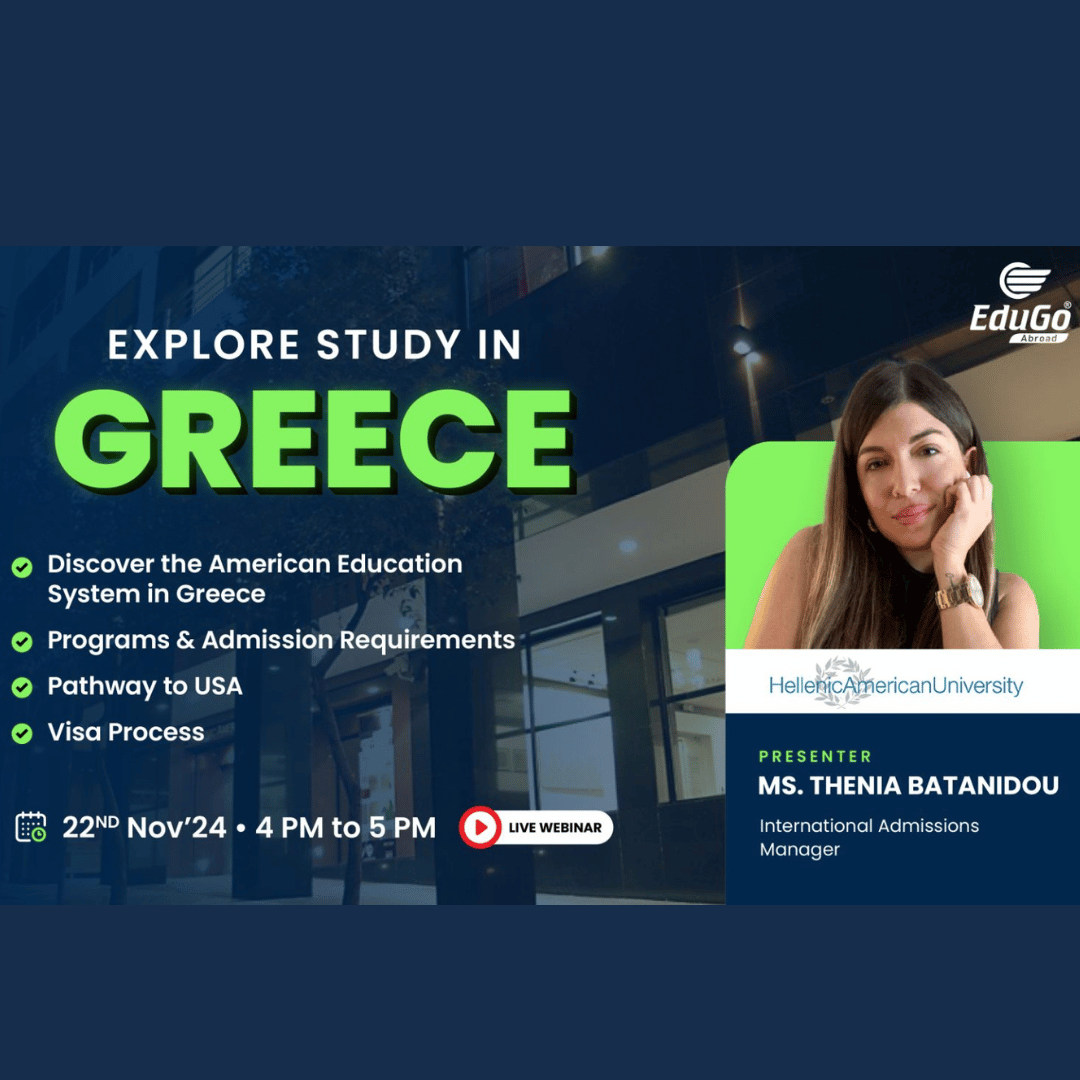 EduGo®
Abroad
EXPLORE STUDY IN
GREECE
Discover the American Education
System in Greece
Programs & Admission Requirements
Pathway to USA
Visa Process
22ND Nov’24 • 4 PM to 5 PM
LIVE WEBINAR
HellenicAmericanUniversity
PRESENTER
MS. THENIA BATANIDOU
International Admissions
Manager